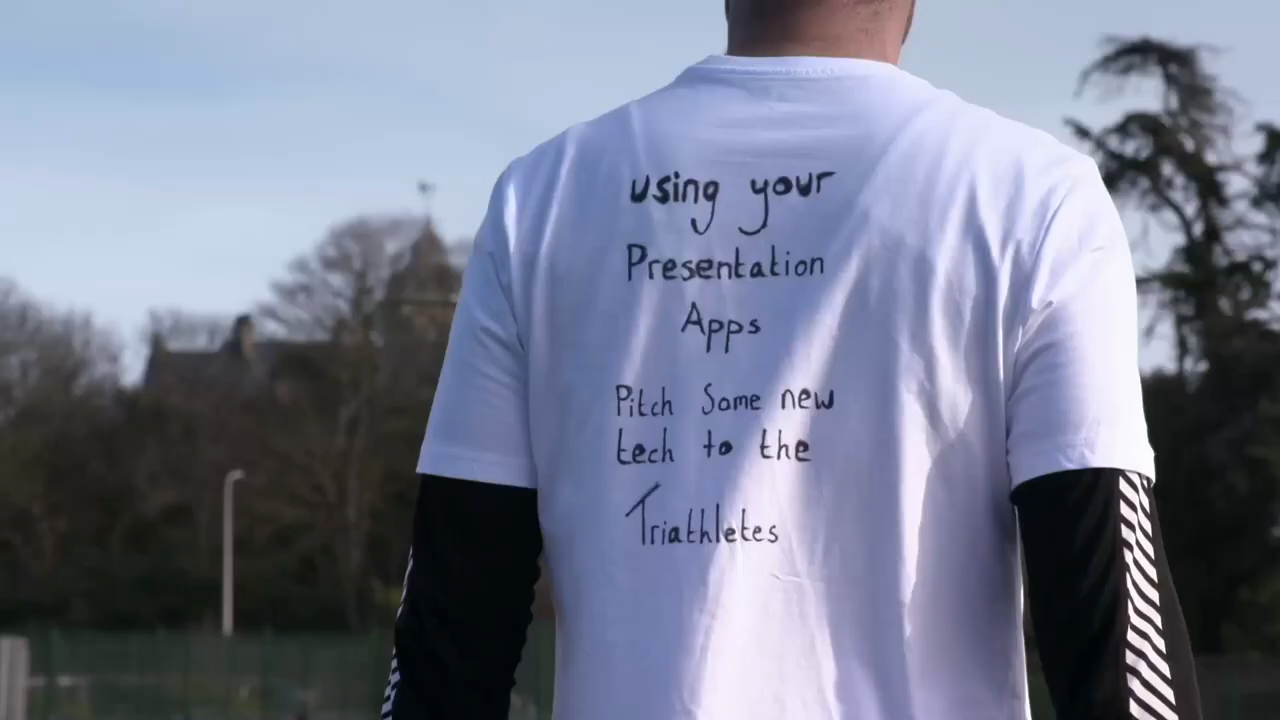 using your
Presentation
Apps
Pitch Some new
tech to the
Triathletes